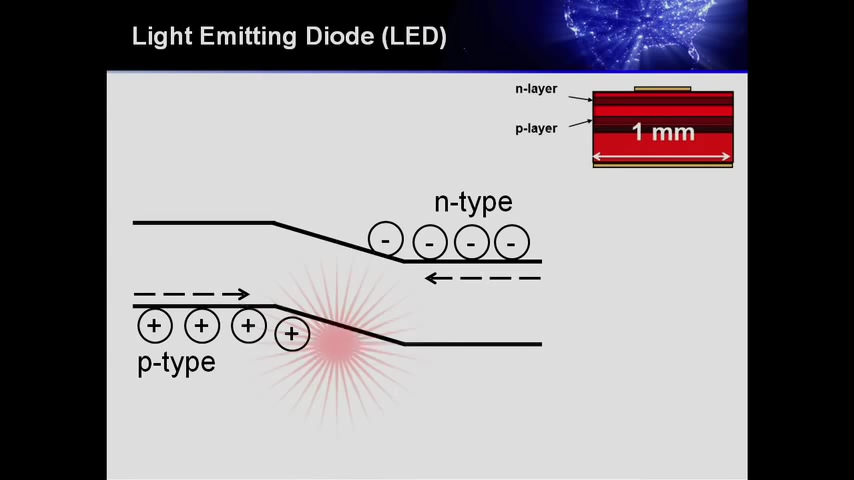 Light Emitting Diode (LED)
n-layer
p-layer
1 mm
n-type
- - - -
+ + + +
p-type